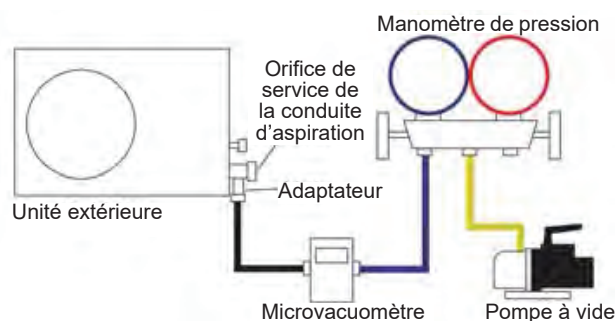 Manomètre de pression
Orifice de
service de
la conduite
d'aspiration
Adaptateur
Unité extérieure
Microvacuomètre
Pompe à vide